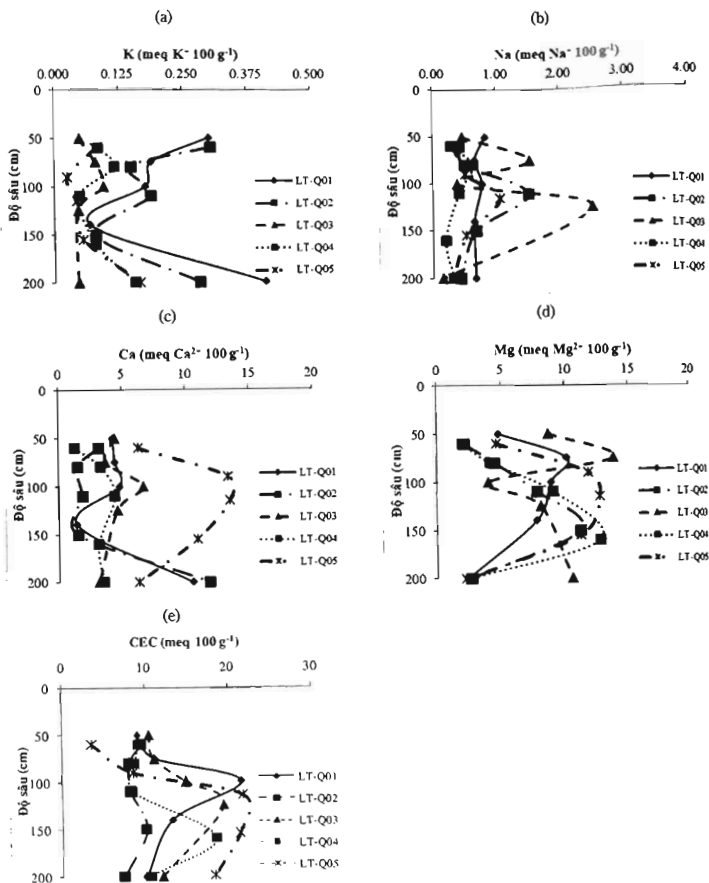 (a)
K (meq K⁺ 100 g⁻¹)
0.000 0.125 0.250 0.375 0.500
0
50
100
150
200
Độ sâu (cm)
LT-Q01
LT-Q02
LT-Q03
LT-Q04
LT-Q05
(b)
Na (meq Na⁺ 100 g⁻¹)
0.00 1.00 2.00 3.00 4.00
0
50
100
150
200
Độ sâu (cm)
LT-Q01
LT-Q02
LT-Q03
LT-Q04
LT-Q05
(c)
Ca (meq Ca²⁺ 100 g⁻¹)
0 5 10 15 20
0
50
100
150
200
Độ sâu (cm)
LT-Q01
LT-Q02
LT-Q03
LT-Q04
LT-Q05
(d)
Mg (meq Mg²⁺ 100 g⁻¹)
0 5 10 15 20
0
50
100
150
200
Độ sâu (cm)
LT-Q01
LT-Q02
LT-Q03
LT-Q04
LT-Q05
(e)
CEC (meq 100 g⁻¹)
0 10 20 30
0
50
100
150
200
Độ sâu (cm)
LT-Q01
LT-Q02
LT-Q03
LT-Q04
LT-Q05